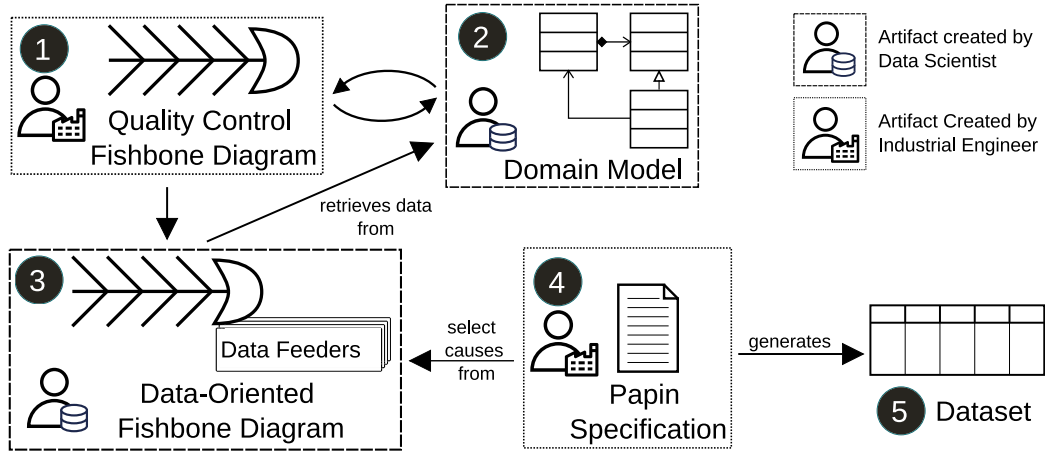 1
Quality Control
Fishbone Diagram
2
Domain Model
Artifact created by
Data Scientist
Artifact Created by
Industrial Engineer
retrieves data
from
3
Data Feeders
Data-Oriented
Fishbone Diagram
select
causes
from
4
Papin
Specification
generates
5 Dataset